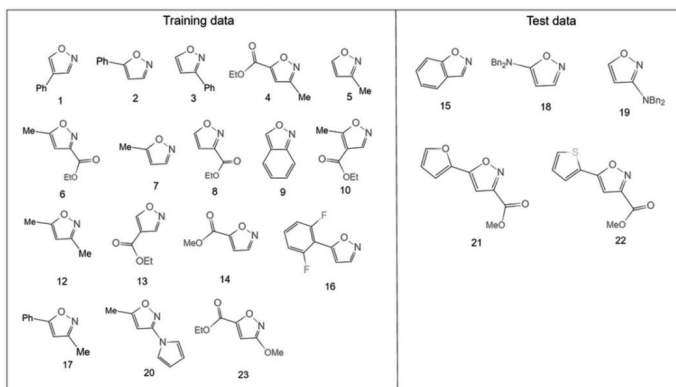 Training data
Test data
Ph
O
N
1
Ph
O
N
2
O
N
Ph
3
O
EtO
O
N
Me
4
O
N
Me
5
O
N
15
Bn₂N
O
N
18
O
N
NBn₂
19
Me
O
N
O
EtO
6
Me
O
N
7
O
N
O
EtO
8
O
N
9
Me
O
N
O
OEt
10
O
O
N
O
MeO
21
S
O
N
O
MeO
22
Me
O
N
Me
12
O
N
O
OEt
13
O
MeO
O
N
14
F
F
O
N
16
Ph
O
N
Me
17
Me
O
N
N
20
O
EtO
O
N
OMe
23